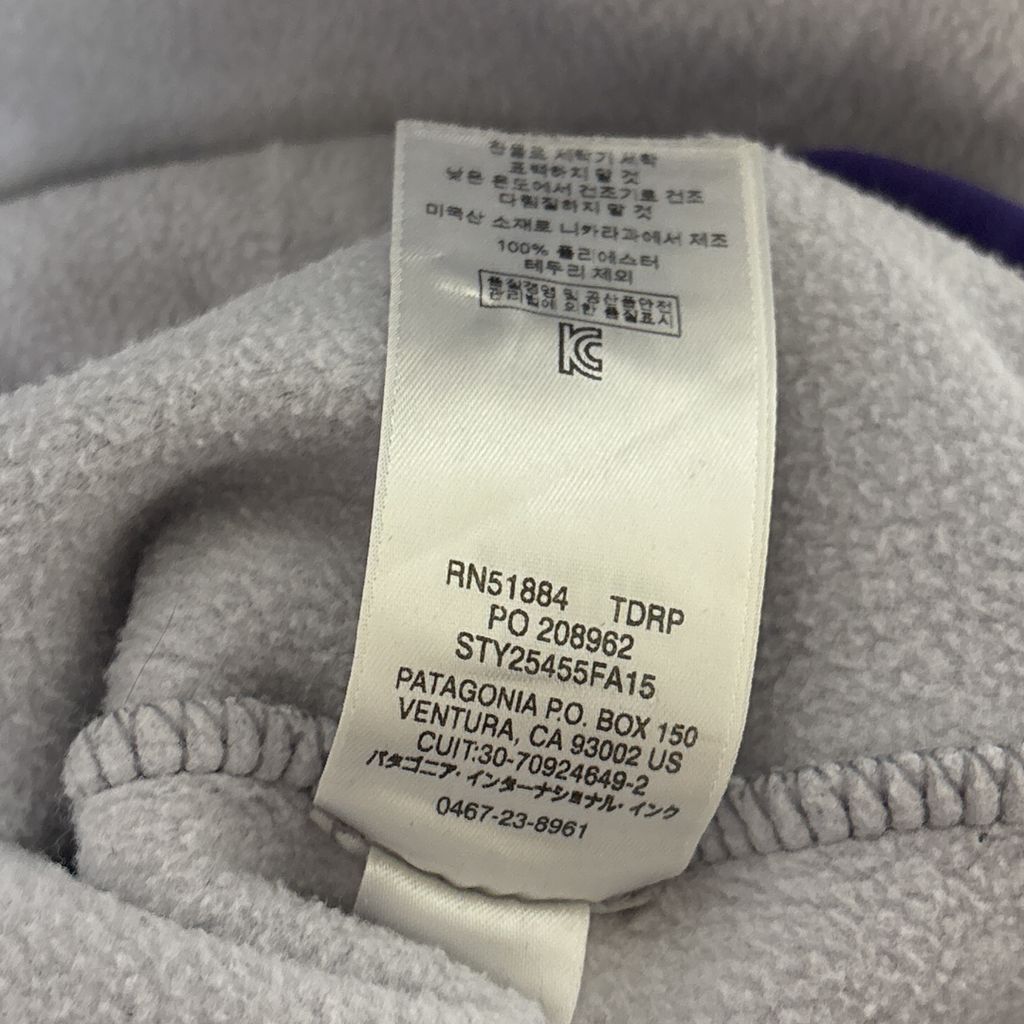 찬물로 세탁기 세탁
표백하지 말 것
낮은 온도에서 건조기로 건조
다림질하지 말 것
미국산 소재로 니카라과에서 제조
100% 폴리에스터
테두리 제외
품질경영 및 공산품안전
관리법에 의한 품질표시
KC
RN51884 TDRP
PO 208962
STY25455FA15
PATAGONIA P.O. BOX 150
VENTURA, CA 93002 US
CUIT:30-70924649-2
パタゴニア・インターナショナル・インク
0467-23-8961